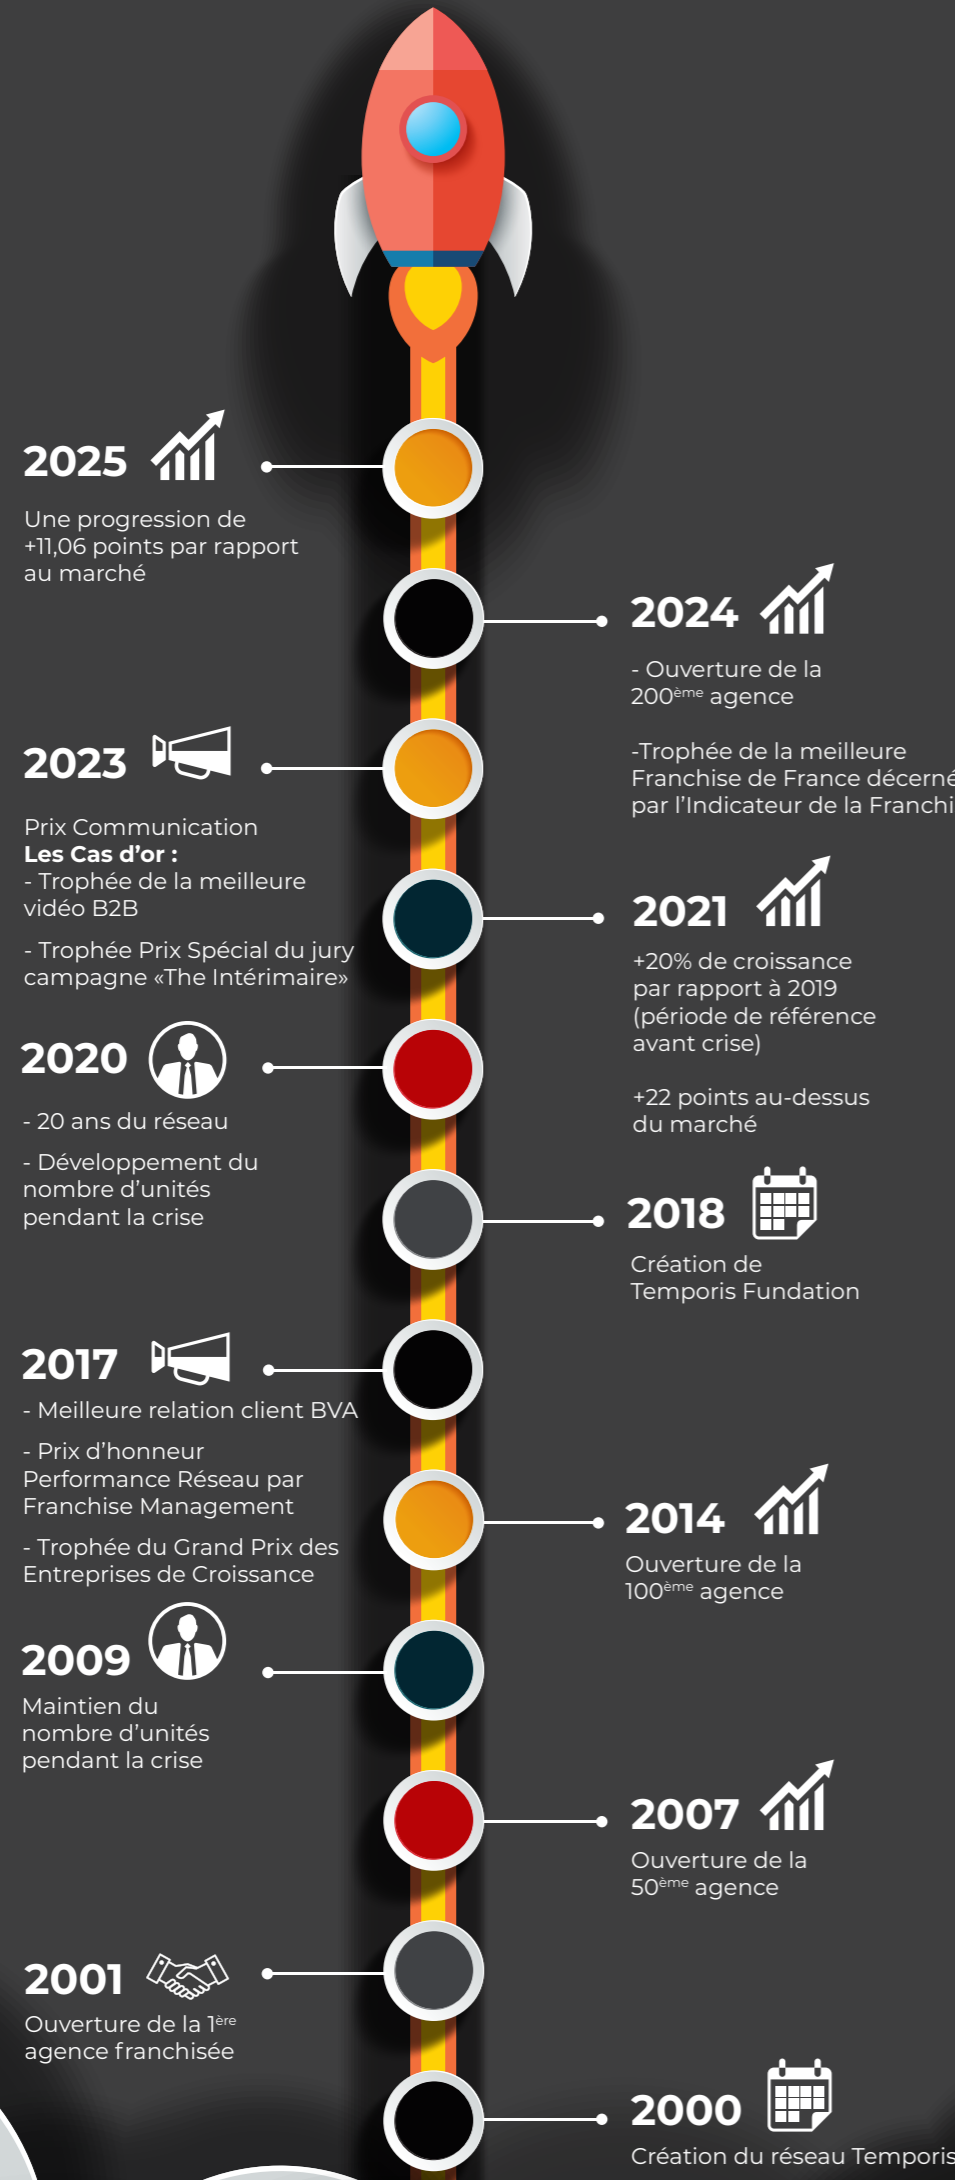 2025
Une progression de
+11,06 points par rapport
au marché
2024
- Ouverture de la
200ème agence
-Trophée de la meilleure
Franchise de France décerné
par l’Indicateur de la Franchi
2023
Prix Communication
Les Cas d’or :
- Trophée de la meilleure
vidéo B2B
- Trophée Prix Spécial du jury
campagne «The Intérimaire»
2021
+20% de croissance
par rapport à 2019
(période de référence
avant crise)
+22 points au-dessus
du marché
2020
- 20 ans du réseau
- Développement du
nombre d’unités
pendant la crise
2018
Création de
Temporis Fundation
2017
- Meilleure relation client BVA
- Prix d’honneur
Performance Réseau par
Franchise Management
- Trophée du Grand Prix des
Entreprises de Croissance
2014
Ouverture de la
100ème agence
2009
Maintien du
nombre d’unités
pendant la crise
2007
Ouverture de la
50ème agence
2001
Ouverture de la 1ère
agence franchisée
2000
Création du réseau Temporis